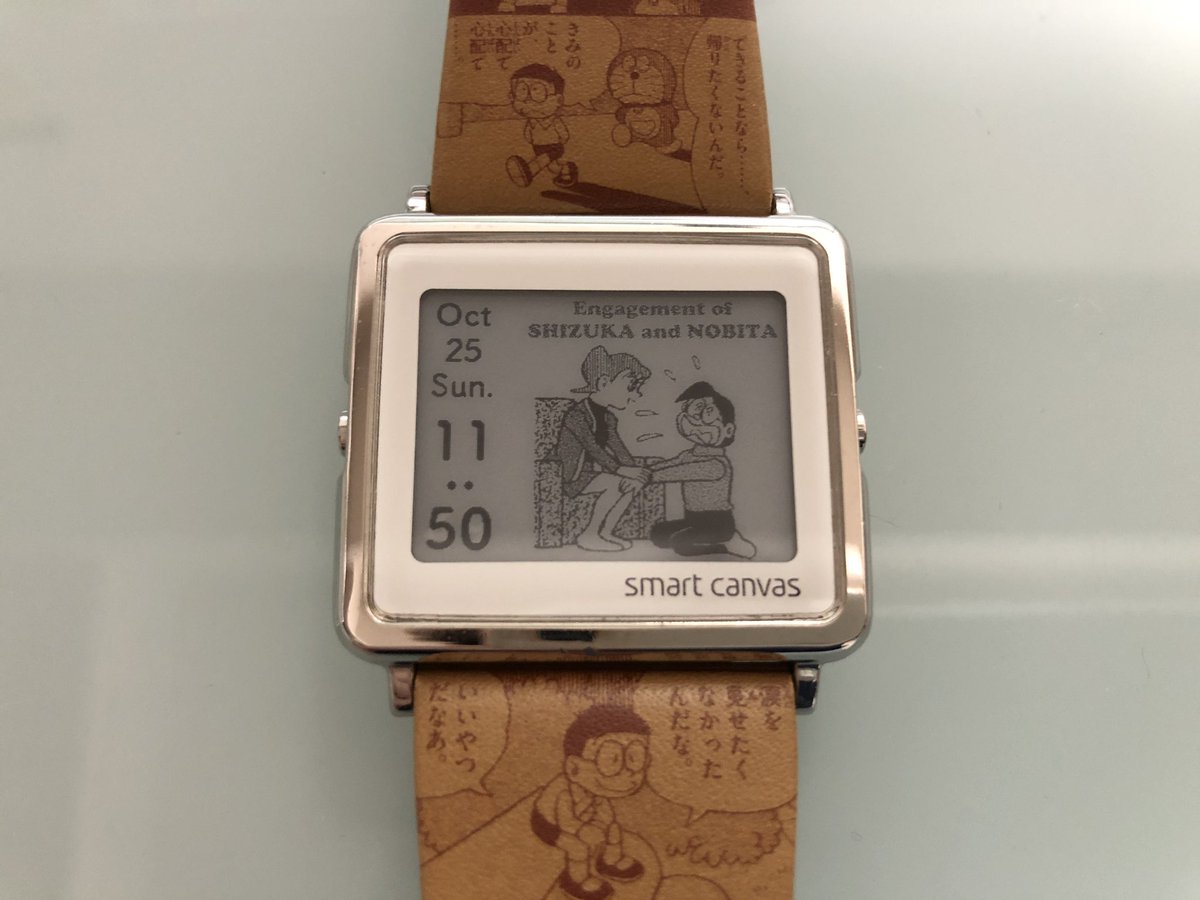 できることなら……、
帰りたくないんだ。
きみの
こと
が、
心配で
心配で
……
Oct
25
Sun.
11
:
50
Engagement of
SHIZUKA and NOBITA
smart canvas
涙を
見せたく
なかった
んだな。
いいやつ
だなあ。